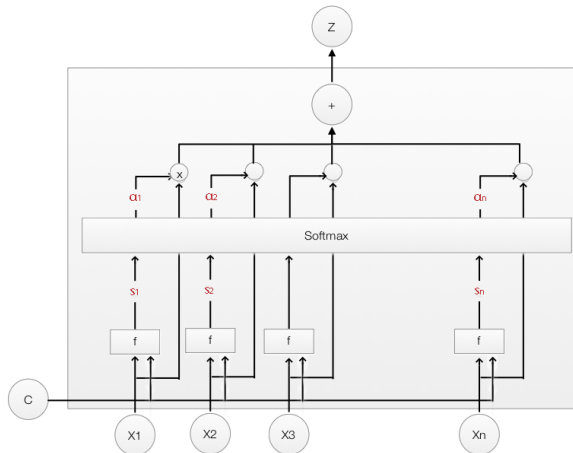 Z
+
x
α1
α2
αn
Softmax
s1
s2
sn
f
f
f
f
C
X1
X2
X3
Xn